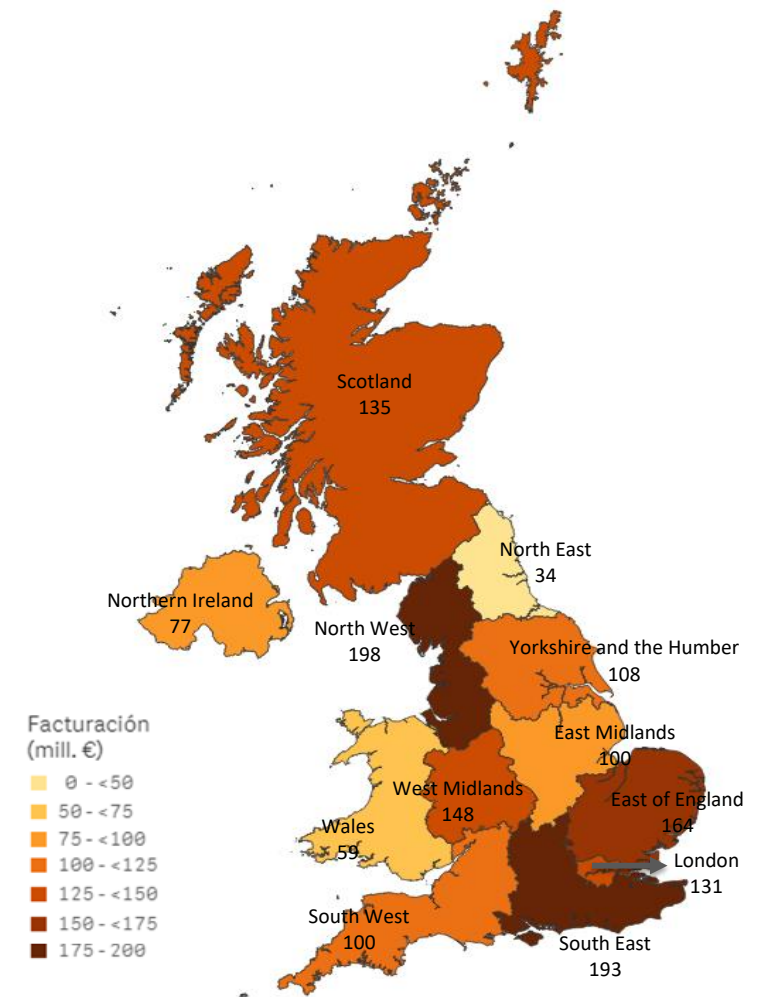 Scotland
135
North East
34
Northern Ireland
77
North West
198
Yorkshire and the Humber
108
East Midlands
100
West Midlands
148
East of England
164
Wales
59
London
131
South West
100
South East
193
Facturación
(mill. €)
0 - <50
50 - <75
75 - <100
100 - <125
125 - <150
150 - <175
175 - 200